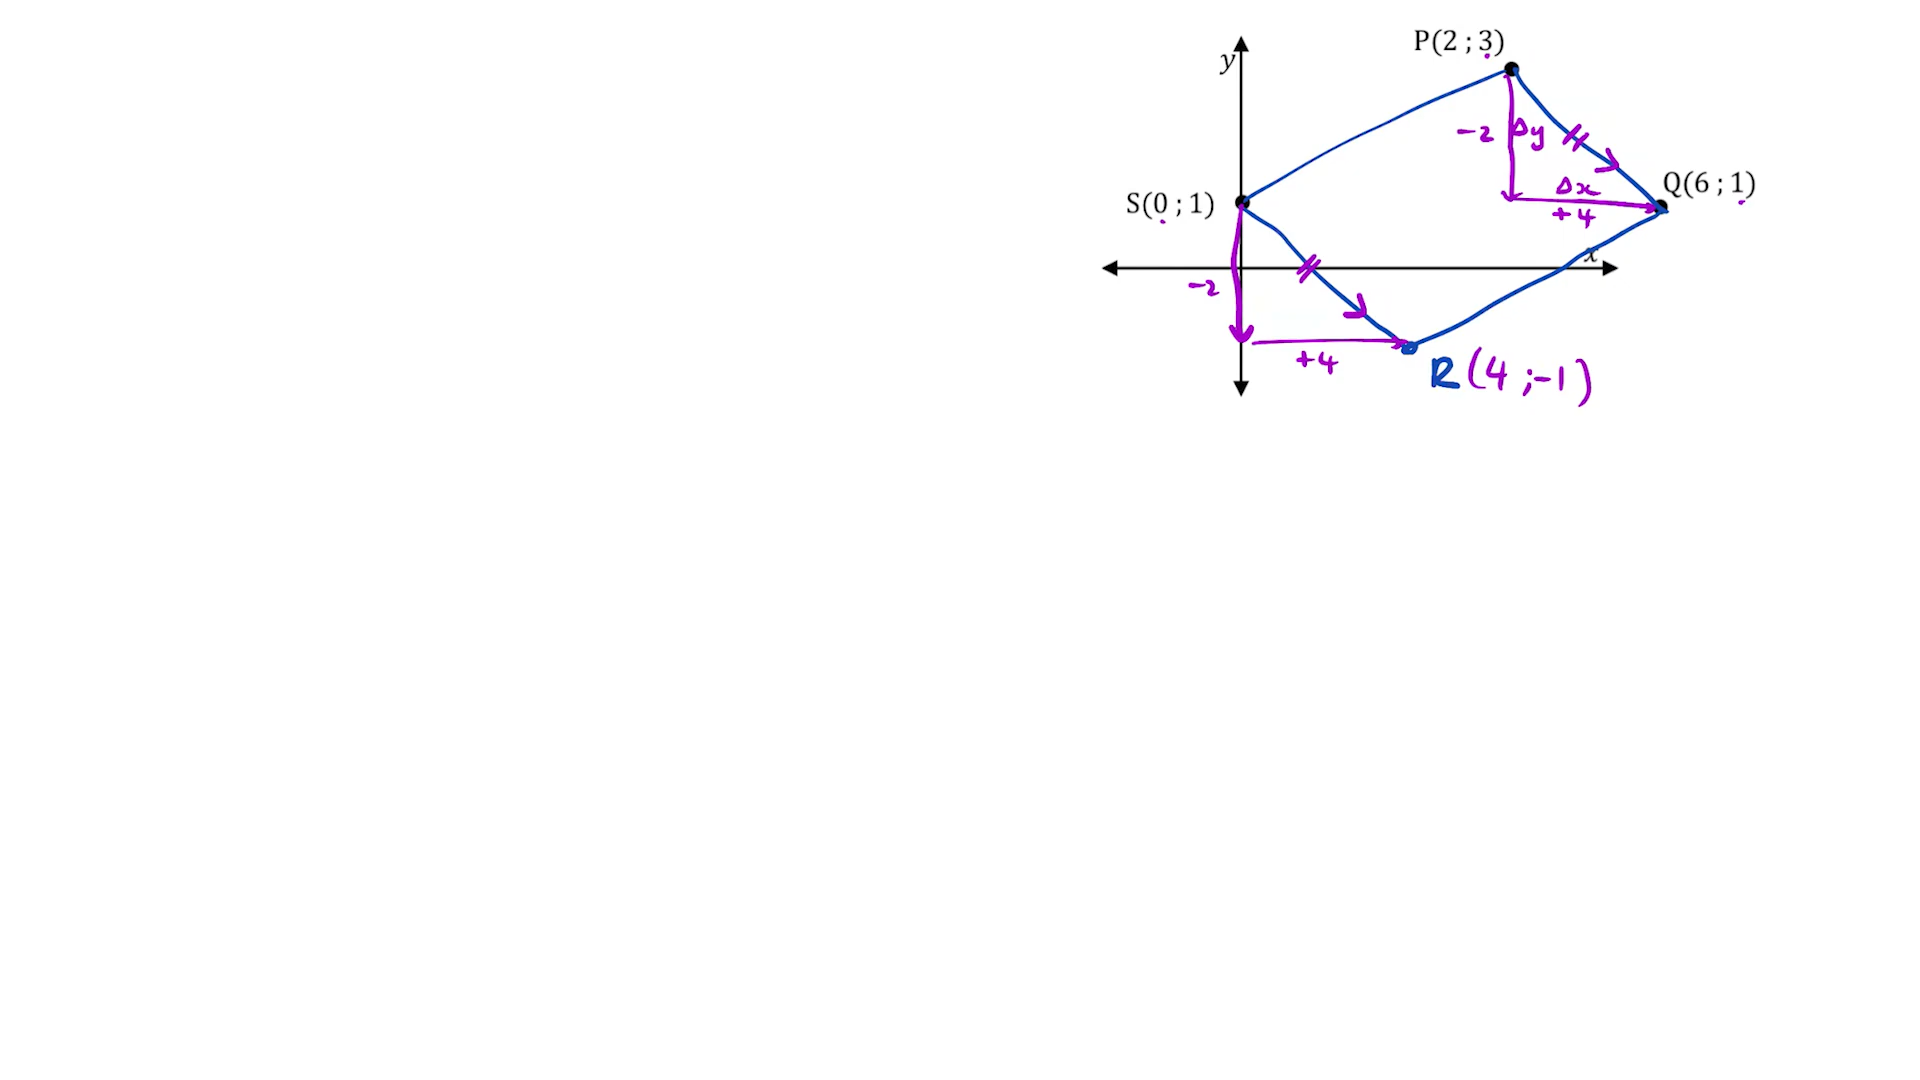 P(2 ; 3)
y
-2 Δy
Q(6 ; 1)
Δx
+4
S(0 ; 1)
x
-2
+4
R(4 ; -1)